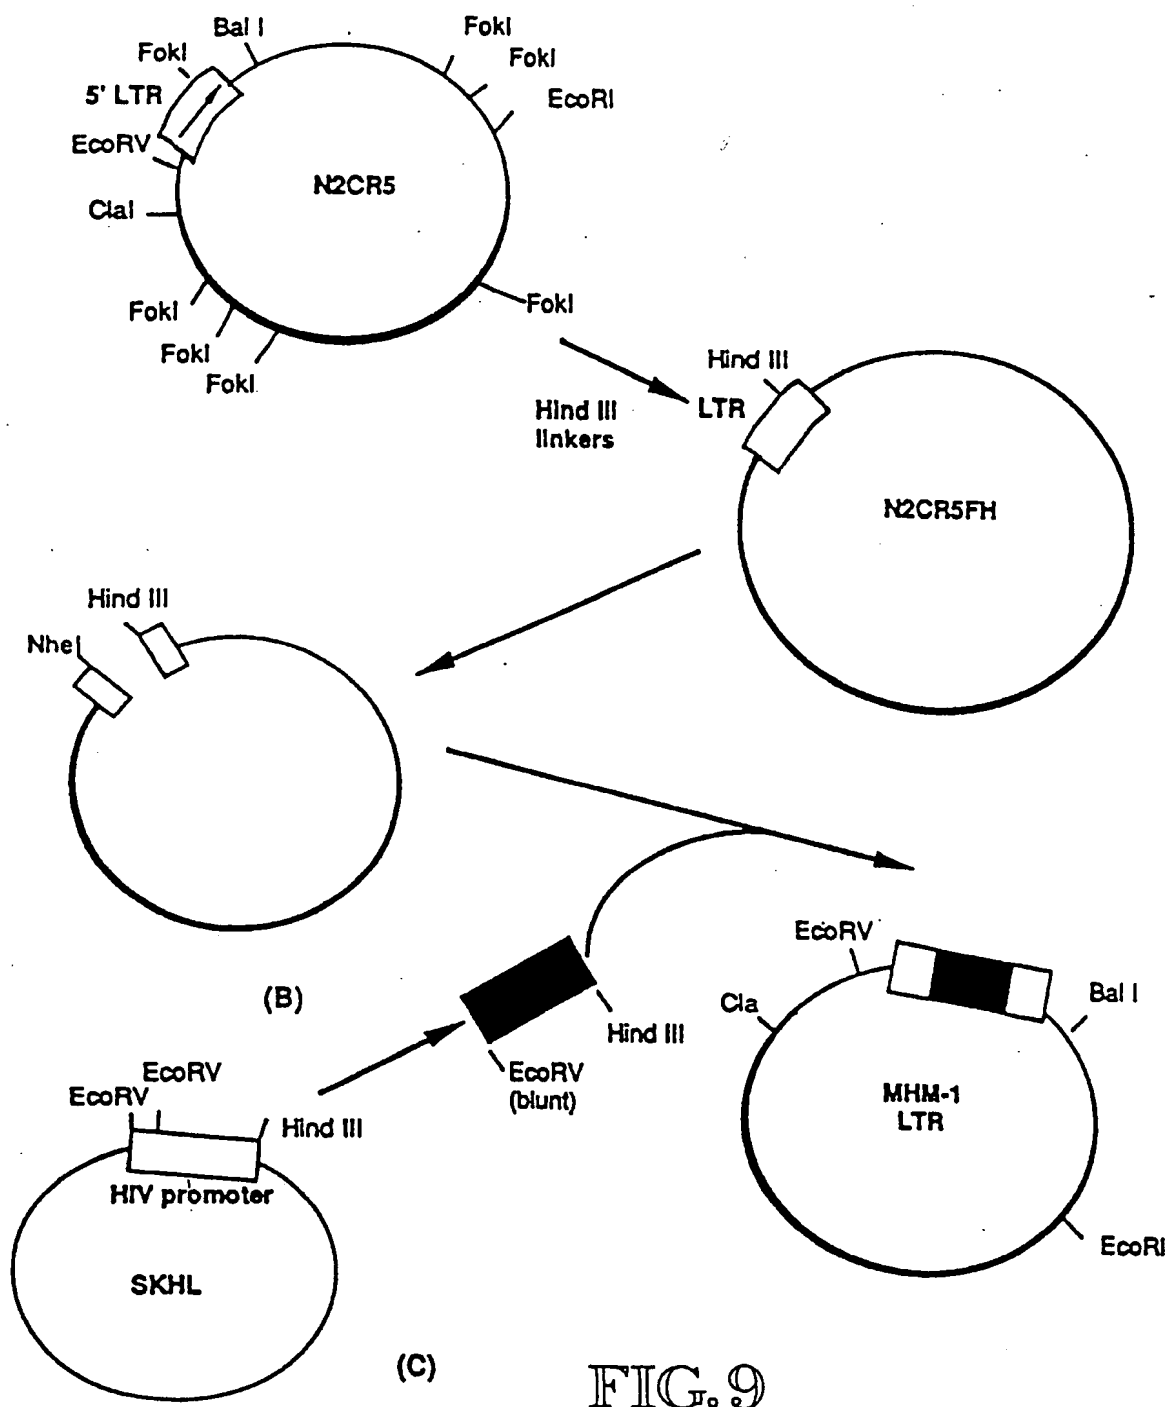 Bal I
FokI
5' LTR
EcoRV
ClaI
FokI
FokI
EcoRI
N2CR5
FokI
FokI
FokI
FokI
Hind III
linkers
Hind III
LTR
N2CR5FH
Hind III
NheI
(B)
EcoRV
(blunt)
Hind III
EcoRV
EcoRV
Hind III
HIV promoter
SKHL
(C)
EcoRV
Cla
Bal I
MHM-1
LTR
EcoRI
FIG. 9